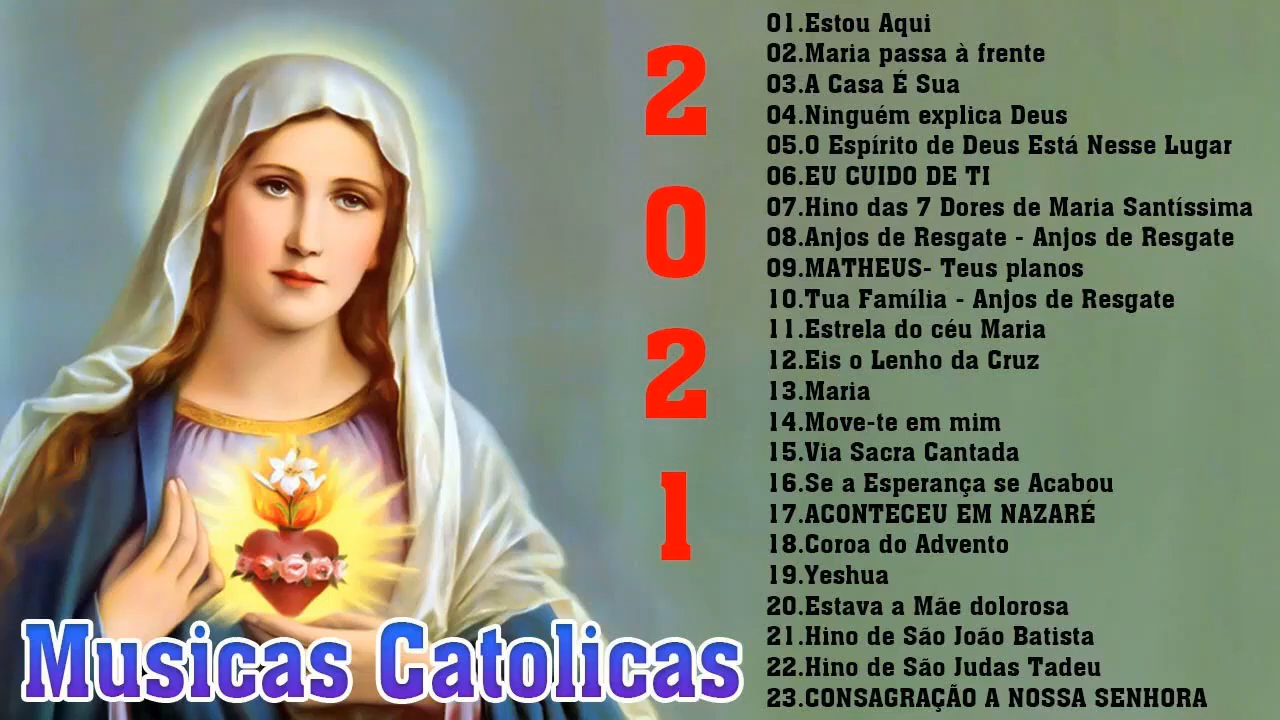 2
0
2
1
01.Estou Aqui
02.Maria passa à frente
03.A Casa É Sua
04.Ninguém explica Deus
05.O Espírito de Deus Está Nesse Lugar
06.EU CUIDO DE TI
07.Hino das 7 Dores de Maria Santíssima
08.Anjos de Resgate - Anjos de Resgate
09.MATHEUS- Teus planos
10.Tua Família - Anjos de Resgate
11.Estrela do céu Maria
12.Eis o Lenho da Cruz
13.Maria
14.Move-te em mim
15.Via Sacra Cantada
16.Se a Esperança se Acabou
17.ACONTECEU EM NAZARÉ
18.Coroa do Advento
19.Yeshua
20.Estava a Mãe dolorosa
21.Hino de São João Batista
22.Hino de São Judas Tadeu
23.CONSAGRAÇÃO A NOSSA SENHORA
Musicas Catolicas